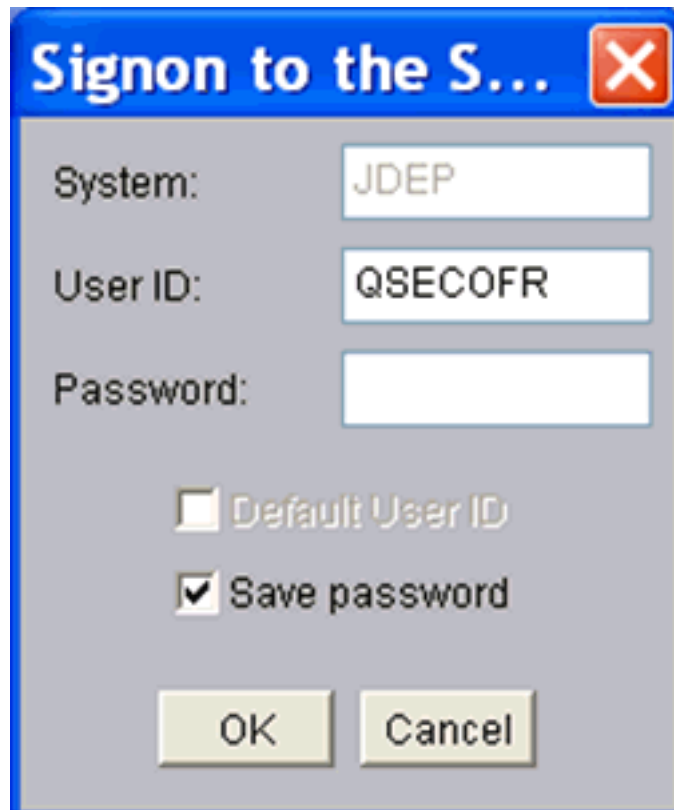 Signon to the S...
System: JDEP
User ID: QSECOFR
Password:
Default User ID
Save password
OK Cancel